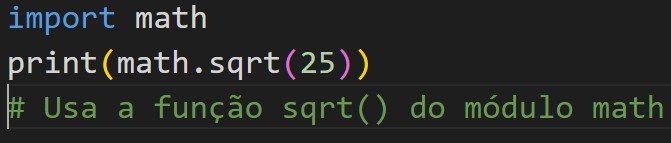 import math
print(math.sqrt(25))
# Usa a função sqrt() do módulo math